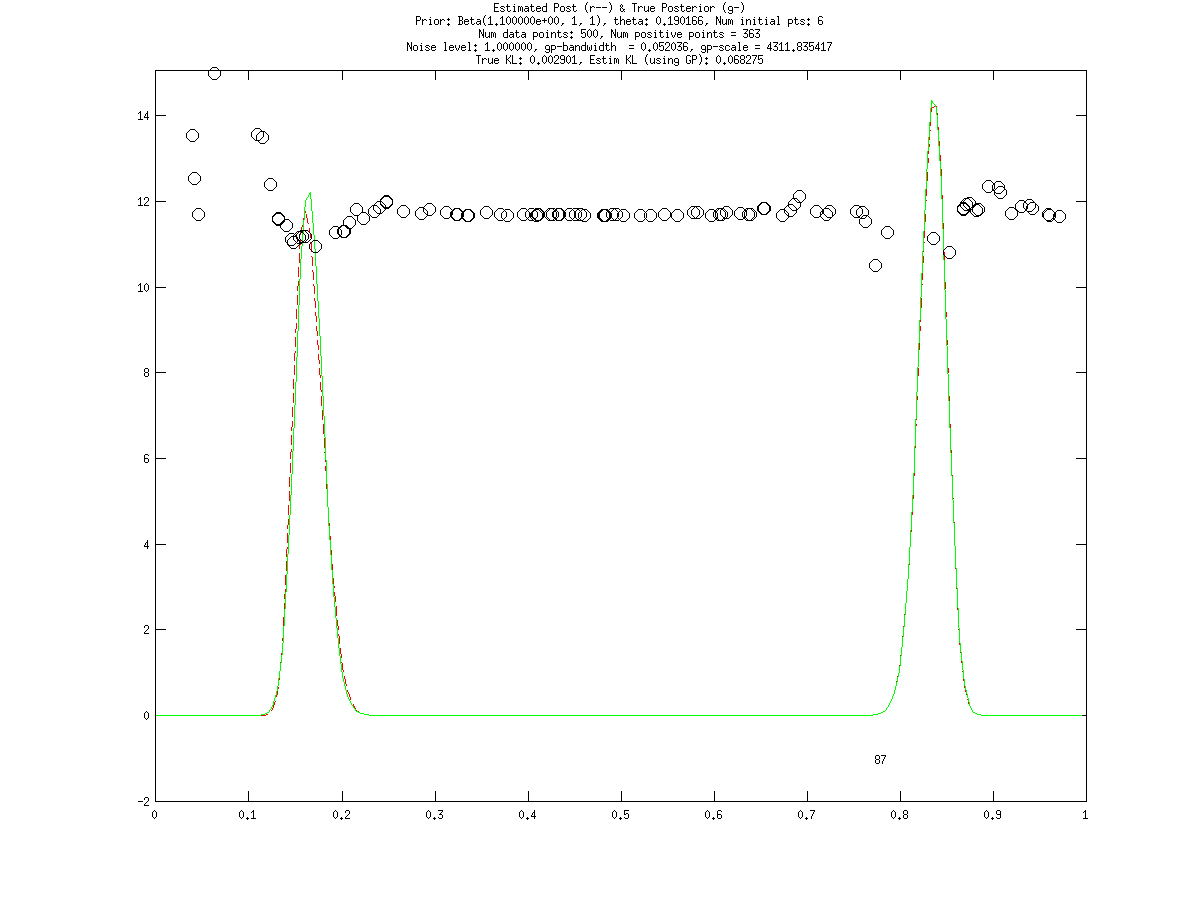 Estimated Post (r--) & True Posterior (g-)
Prior: Beta(1.100000e+00, 1, 1), theta: 0.190166, Num initial pts: 6
Num data points: 500, Num positive points = 363
Noise level: 1.000000, gp-bandwidth  = 0.052036, gp-scale = 4311.835417
True KL: 0.002901, Estim KL (using GP): 0.068275
14
12
10
8
6
4
2
0
87
-2
0 0.1 0.2 0.3 0.4 0.5 0.6 0.7 0.8 0.9 1